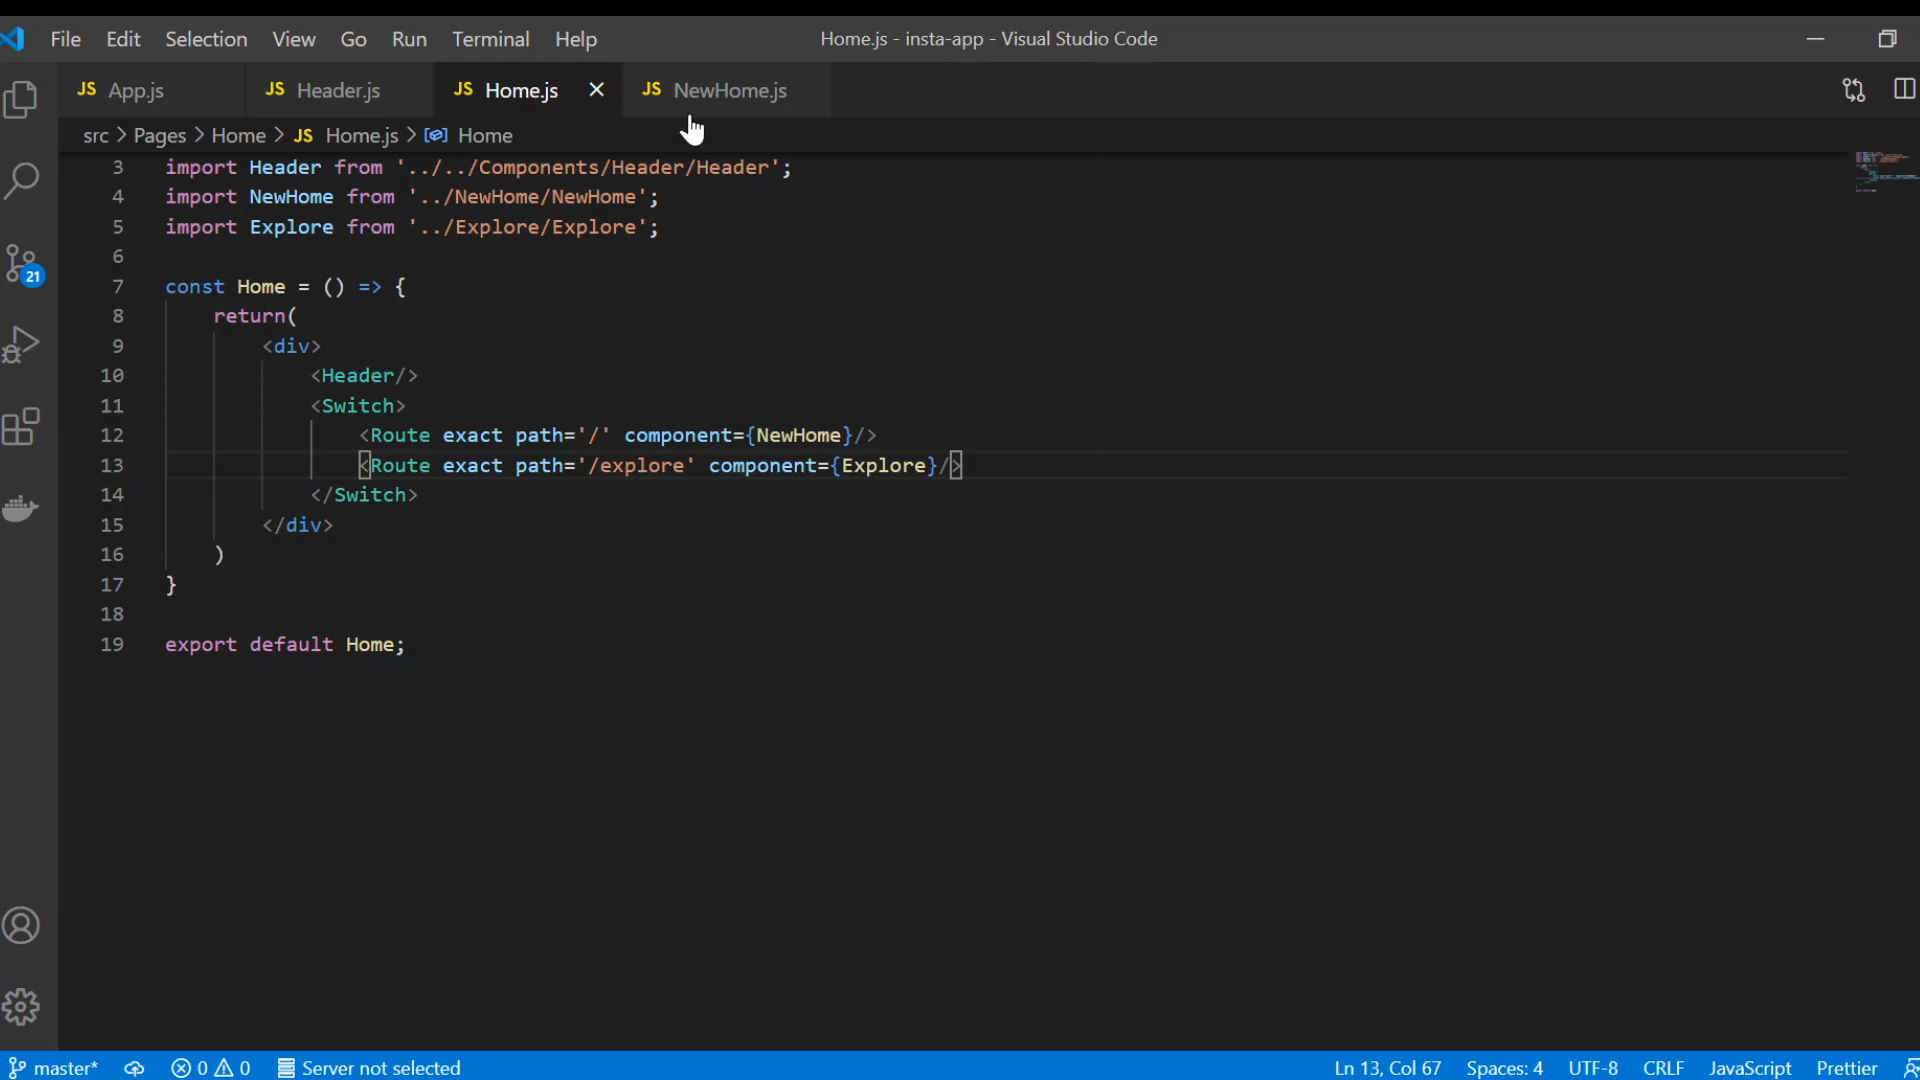 File Edit Selection View Go Run Terminal Help Home.js - insta-app - Visual Studio Code
JS App.js JS Header.js JS Home.js JS NewHome.js
src > Pages > Home > JS Home.js > Home
3 import Header from '../../Components/Header/Header';
4 import NewHome from '../NewHome/NewHome';
5 import Explore from '../Explore/Explore';
6
7 const Home = () => {
8 return(
9 <div>
10 <Header/>
11 <Switch>
12 <Route exact path='/' component={NewHome}/>
13 <Route exact path='/explore' component={Explore}/>
14 </Switch>
15 </div>
16 )
17 }
18
19 export default Home;
21
master* 0 0 Server not selected Ln 13, Col 67 Spaces: 4 UTF-8 CRLF JavaScript Prettier